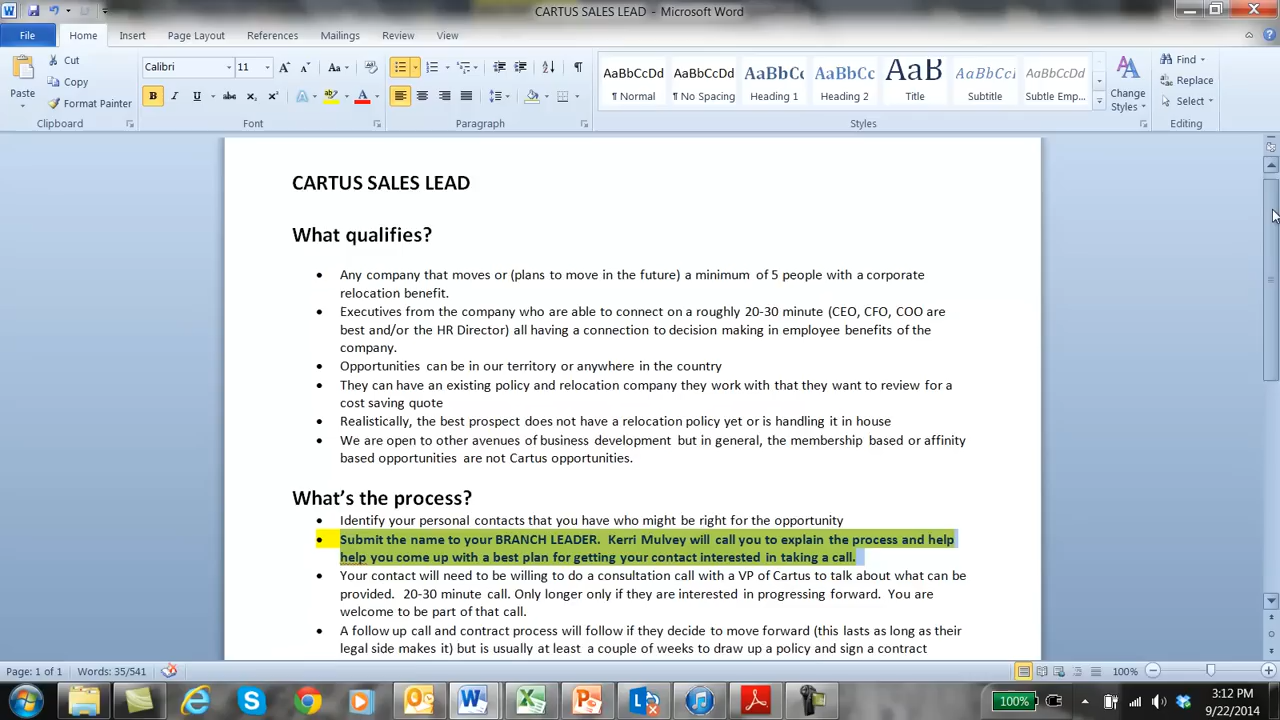 CARTUS SALES LEAD - Microsoft Word
File Home Insert Page Layout References Mailings Review View
Cut
Copy
Format Painter
Paste
Calibri 11
AaBbCcDd AaBbCcDd AaBbCc AaBbCc AaB AaBbCcI AaBbCcDd
¶ Normal ¶ No Spacing Heading 1 Heading 2 Title Subtitle Subtle Emp...
Change Styles
Find
Replace
Select
Clipboard Font Paragraph Styles Editing
CARTUS SALES LEAD
What qualifies?
• Any company that moves or (plans to move in the future) a minimum of 5 people with a corporate
relocation benefit.
• Executives from the company who are able to connect on a roughly 20-30 minute (CEO, CFO, COO are
best and/or the HR Director) all having a connection to decision making in employee benefits of the
company.
• Opportunities can be in our territory or anywhere in the country
• They can have an existing policy and relocation company they work with that they want to review for a
cost saving quote
• Realistically, the best prospect does not have a relocation policy yet or is handling it in house
• We are open to other avenues of business development but in general, the membership based or affinity
based opportunities are not Cartus opportunities.
What's the process?
• Identify your personal contacts that you have who might be right for the opportunity
• Submit the name to your BRANCH LEADER. Kerri Mulvey will call you to explain the process and help
help you come up with a best plan for getting your contact interested in taking a call.
• Your contact will need to be willing to do a consultation call with a VP of Cartus to talk about what can be
provided. 20-30 minute call. Only longer only if they are interested in progressing forward. You are
welcome to be part of that call.
• A follow up call and contract process will follow if they decide to move forward (this lasts as long as their
legal side makes it) but is usually at least a couple of weeks to draw up a policy and sign a contract
Page: 1 of 1 Words: 35/541 100%
100% 3:12 PM
9/22/2014